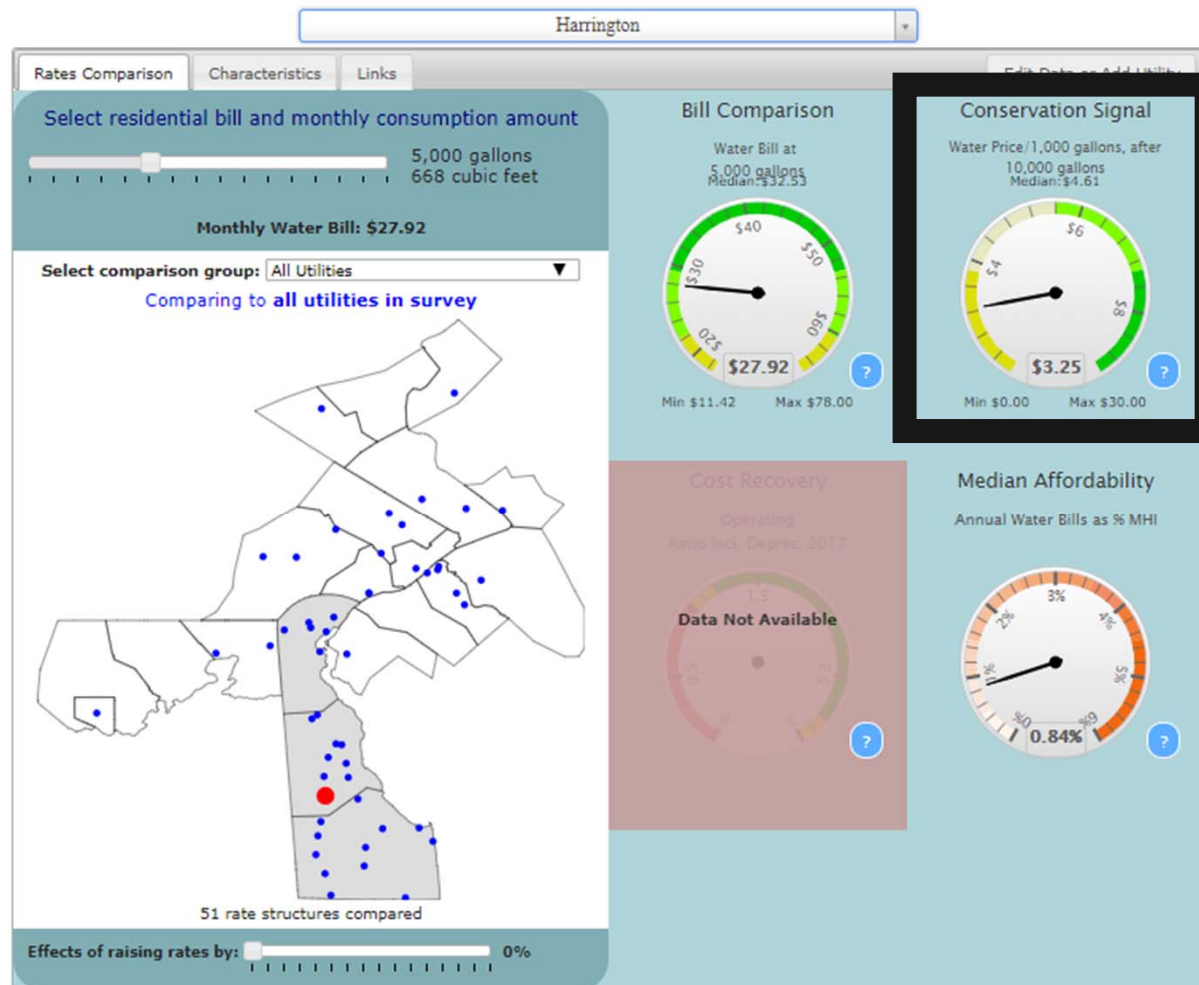 Harrington
Rates Comparison
Characteristics
Links
Edit Data or Add Utility
Select residential bill and monthly consumption amount
5,000 gallons
668 cubic feet
Monthly Water Bill: $27.92
Select comparison group: All Utilities
Comparing to all utilities in survey
51 rate structures compared
Effects of raising rates by: 0%
Bill Comparison
Water Bill at
5,000 gallons
Median:$32.53
$20
$30
$40
$50
$60
$27.92
?
Min $11.42 Max $78.00
Conservation Signal
Water Price/1,000 gallons, after
10,000 gallons
Median:$4.61
$4
$6
$8
$3.25
?
Min $0.00 Max $30.00
Cost Recovery
Operating
Ratio Incl. Deprec. 2017
1.5
Data Not Available
0
?
Median Affordability
Annual Water Bills as % MHI
0%
1%
2%
3%
4%
5%
6%
0.84%
?